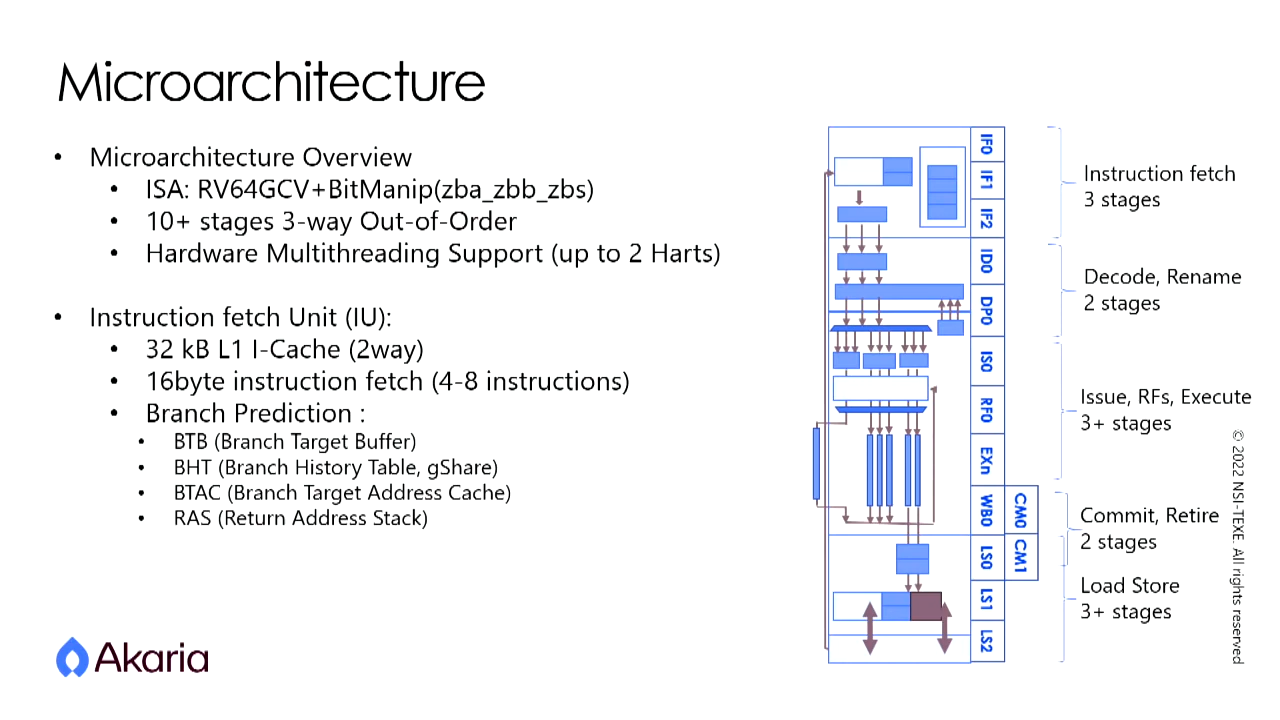 Microarchitecture
• Microarchitecture Overview
• ISA: RV64GCV+BitManip(zba_zbb_zbs)
• 10+ stages 3-way Out-of-Order
• Hardware Multithreading Support (up to 2 Harts)
• Instruction fetch Unit (IU):
• 32 kB L1 I-Cache (2way)
• 16byte instruction fetch (4-8 instructions)
• Branch Prediction :
• BTB (Branch Target Buffer)
• BHT (Branch History Table, gShare)
• BTAC (Branch Target Address Cache)
• RAS (Return Address Stack)
IF0
IF1
IF2
ID0
DP0
IS0
RF0
EXn
WB0
CM0
LS0
CM1
LS1
LS2
Instruction fetch
3 stages
Decode, Rename
2 stages
Issue, RFs, Execute
3+ stages
Commit, Retire
2 stages
Load Store
3+ stages
© 2022 NSI-TEXE. All rights reserved
Akaria